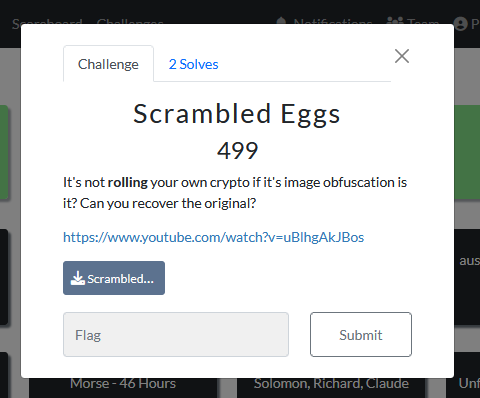 Scoreboard Challenges Notifications Team P
Challenge 2 Solves
Scrambled Eggs
499
It's not rolling your own crypto if it's image obfuscation is
it? Can you recover the original?
https://www.youtube.com/watch?v=uBlhgAkJBos
Scrambled...
aus
Flag Submit
Morse - 46 Hours Solomon, Richard, Claude Unf